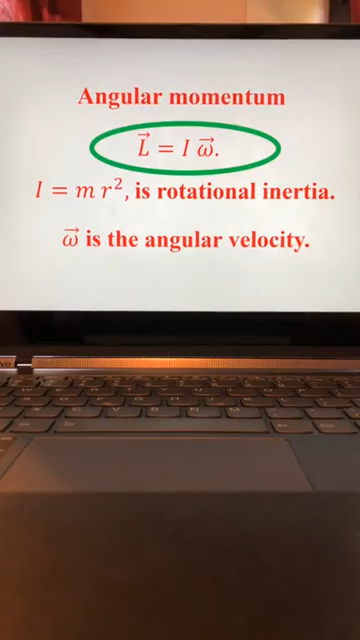 Angular momentum
L⃗ = I ω⃗.
I = m r², is rotational inertia.
ω⃗ is the angular velocity.